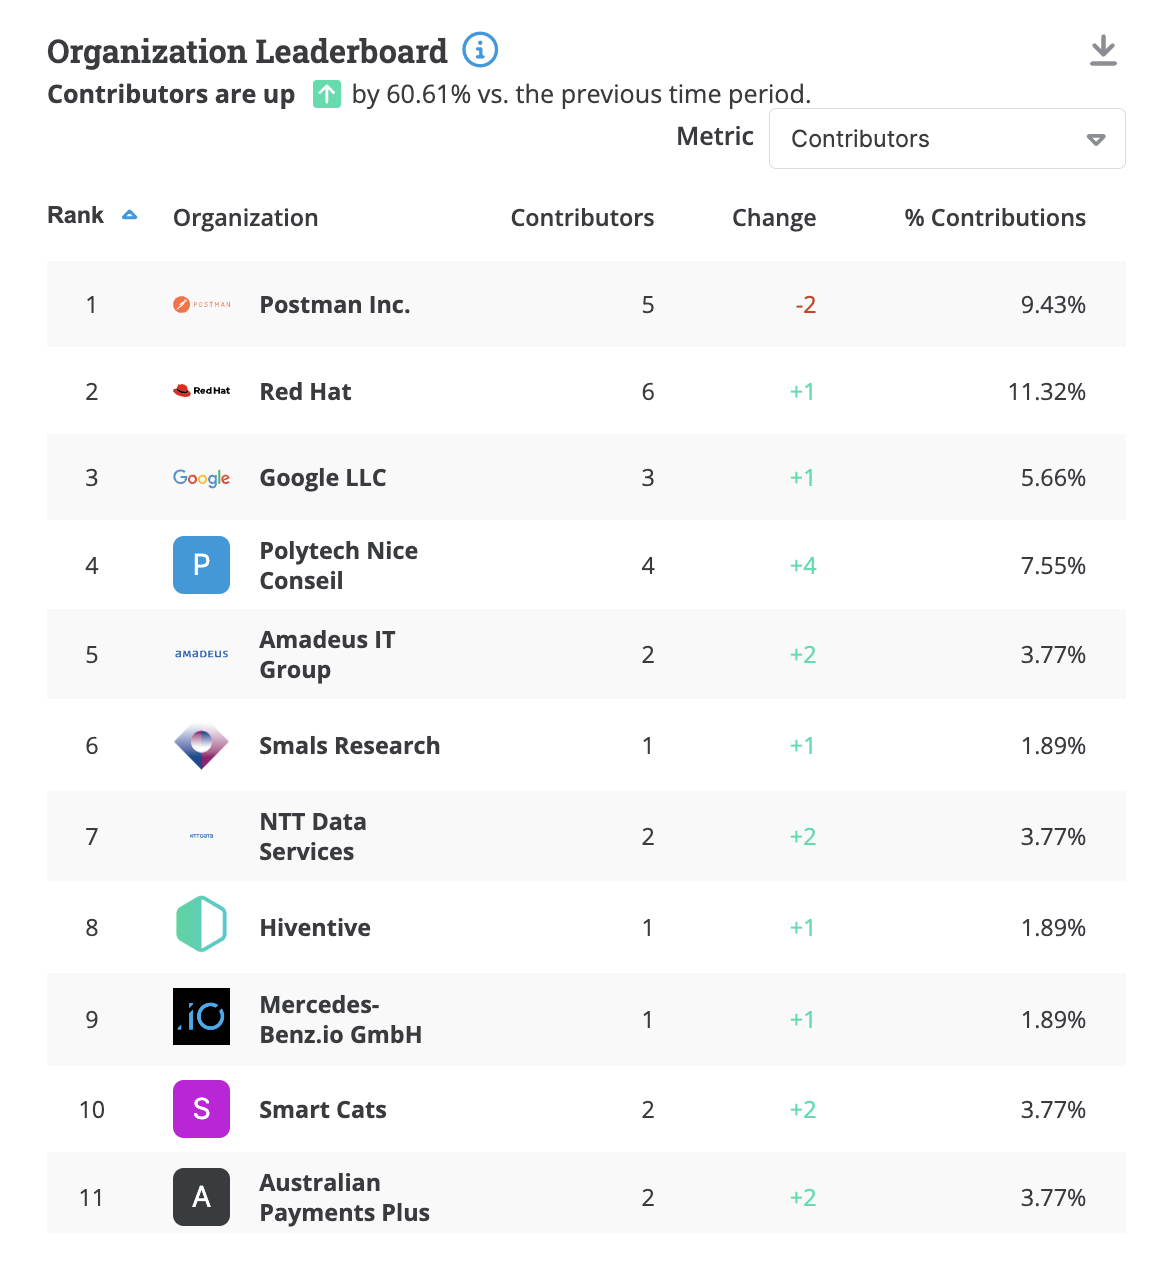 Organization Leaderboard
Contributors are up by 60.61% vs. the previous time period.
Metric Contributors
Rank Organization Contributors Change % Contributions
1 POSTMAN Postman Inc. 5 -2 9.43%
2 Red Hat Red Hat 6 +1 11.32%
3 Google Google LLC 3 +1 5.66%
4 P Polytech Nice Conseil 4 +4 7.55%
5 amadeus Amadeus IT Group 2 +2 3.77%
6 Smals Research 1 +1 1.89%
7 NTT DATA NTT Data Services 2 +2 3.77%
8 Hiventive 1 +1 1.89%
9 .io Mercedes-Benz.io GmbH 1 +1 1.89%
10 S Smart Cats 2 +2 3.77%
11 A Australian Payments Plus 2 +2 3.77%